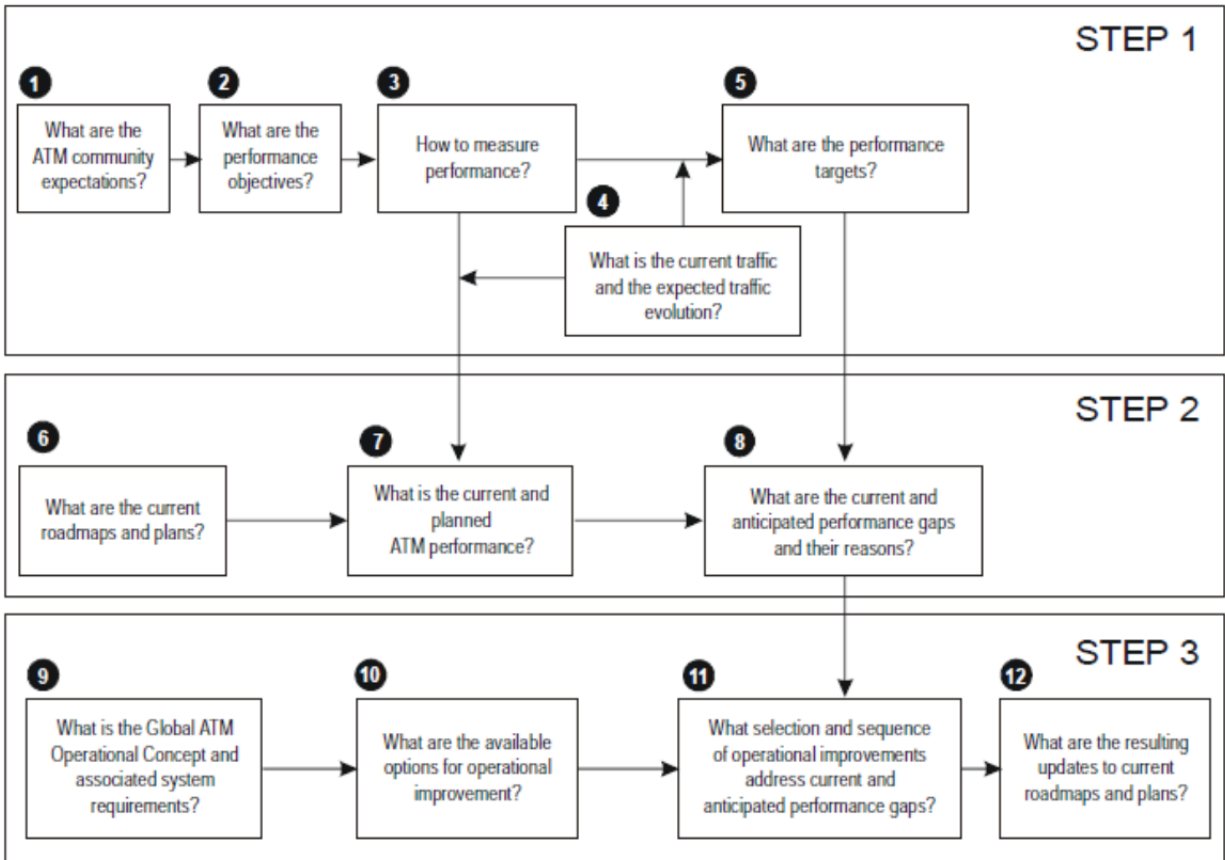 STEP 1
1
What are the
ATM community
expectations?
2
What are the
performance
objectives?
3
How to measure
performance?
4
What is the current traffic
and the expected traffic
evolution?
5
What are the performance
targets?
STEP 2
6
What are the current
roadmaps and plans?
7
What is the current and
planned
ATM performance?
8
What are the current and
anticipated performance gaps
and their reasons?
STEP 3
9
What is the Global ATM
Operational Concept and
associated system
requirements?
10
What are the available
options for operational
improvement?
11
What selection and sequence
of operational improvements
address current and
anticipated performance gaps?
12
What are the resulting
updates to current
roadmaps and plans?